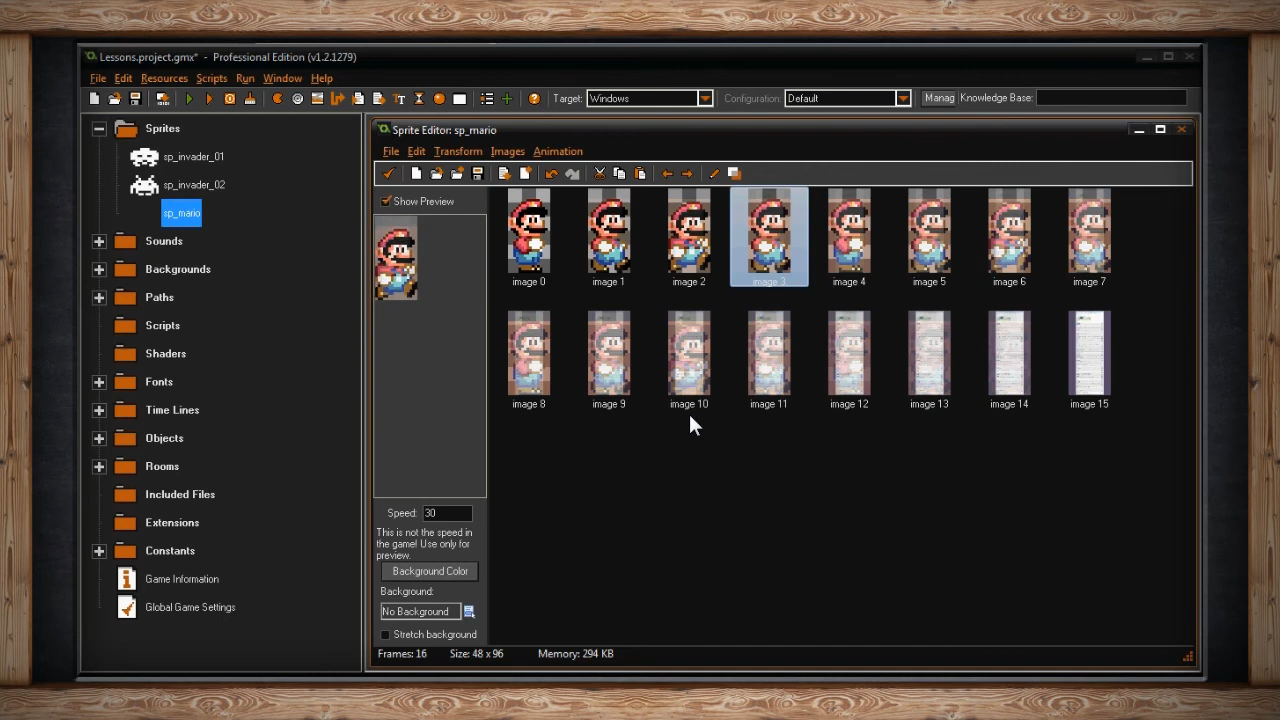 Lessons.project.gmx* - Professional Edition (v1.2.1279)
File Edit Resources Scripts Run Window Help
Target: Windows Configuration: Default Manag Knowledge Base:
Sprites
sp_invader_01
sp_invader_02
sp_mario
Sounds
Backgrounds
Paths
Scripts
Shaders
Fonts
Time Lines
Objects
Rooms
Included Files
Extensions
Constants
Game Information
Global Game Settings
Sprite Editor: sp_mario
File Edit Transform Images Animation
Show Preview
image 0 image 1 image 2 image 3 image 4 image 5 image 6 image 7
image 8 image 9 image 10 image 11 image 12 image 13 image 14 image 15
Speed: 30
This is not the speed in
the game! Use only for
preview.
Background Color
Background:
No Background
Stretch background
Frames: 16 Size: 48 x 96 Memory: 294 KB